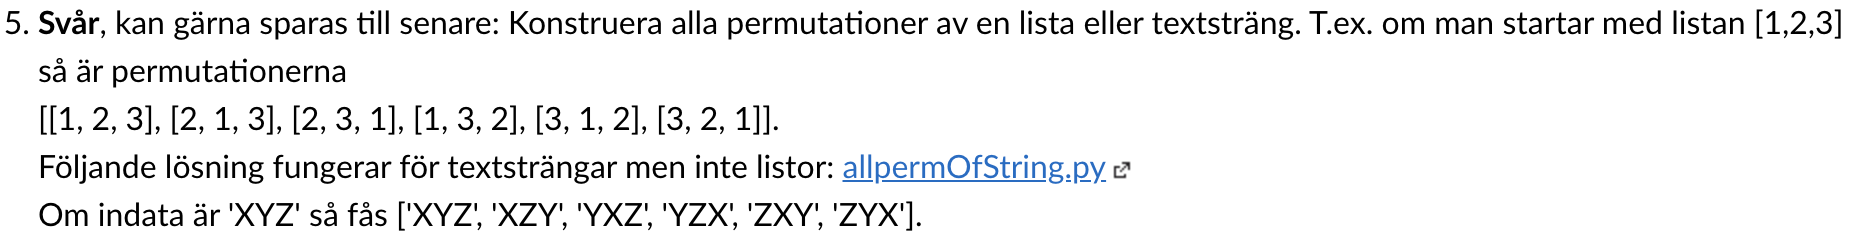 5. Svår, kan gärna sparas till senare: Konstruera alla permutationer av en lista eller textsträng. T.ex. om man startar med listan [1,2,3]
så är permutationerna
[[1, 2, 3], [2, 1, 3], [2, 3, 1], [1, 3, 2], [3, 1, 2], [3, 2, 1]].
Följande lösning fungerar för textsträngar men inte listor: allpermOfString.py
Om indata är 'XYZ' så fås ['XYZ', 'XZY', 'YXZ', 'YZX', 'ZXY', 'ZYX'].